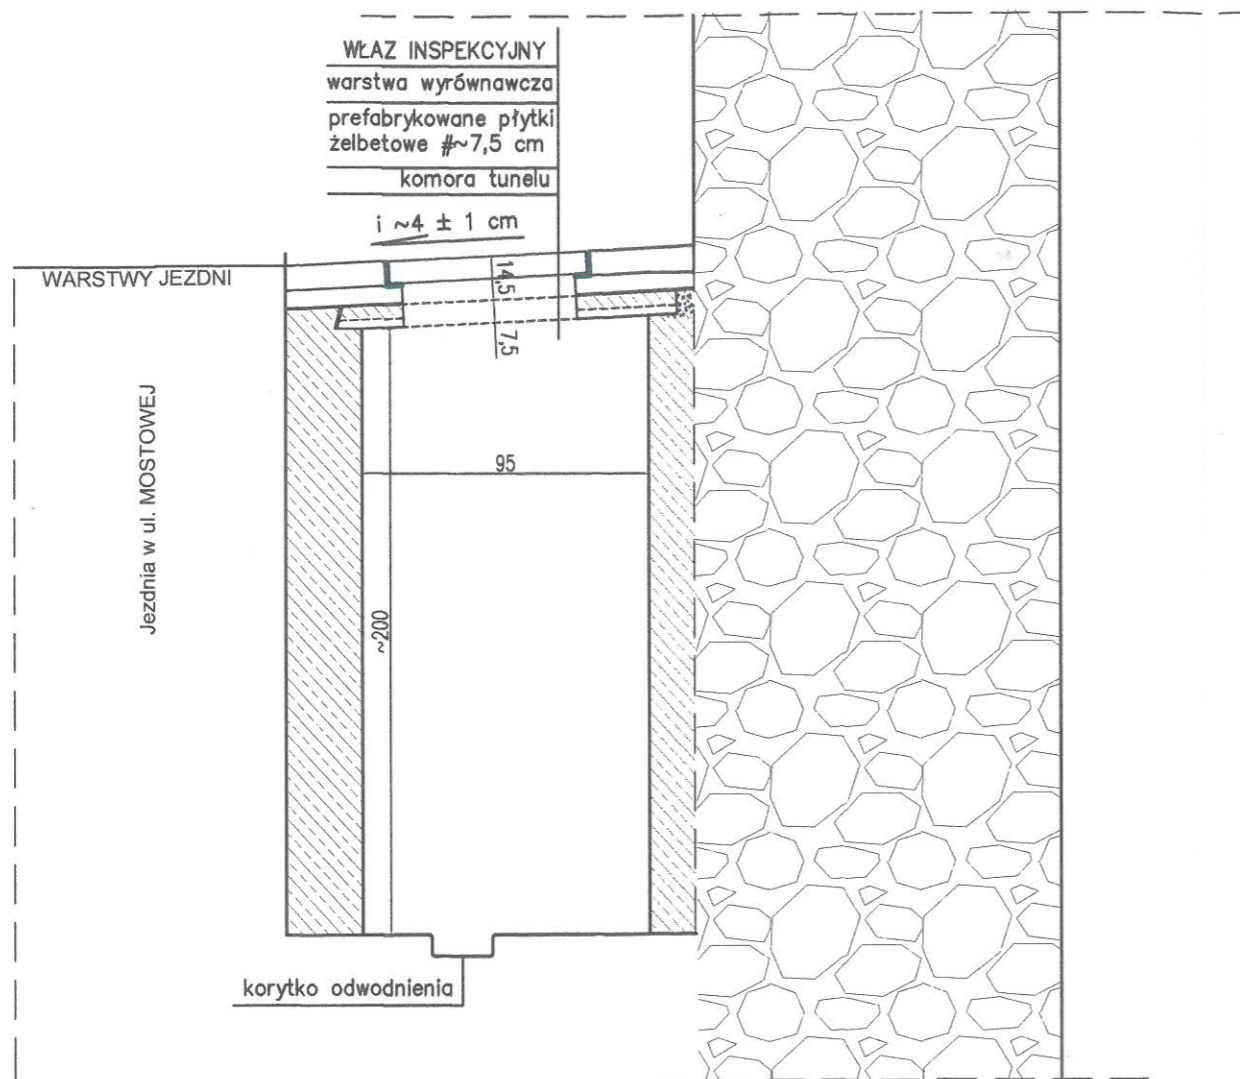 WŁAZ INSPEKCYJNY
warstwa wyrównawcza
prefabrykowane płytki
żelbetowe #~7,5 cm
komora tunelu
i ~4 ± 1 cm
WARSTWY JEZDNI
14,5
7,5
Jezdnia w ul. MOSTOWEJ
95
~200
korytko odwodnienia